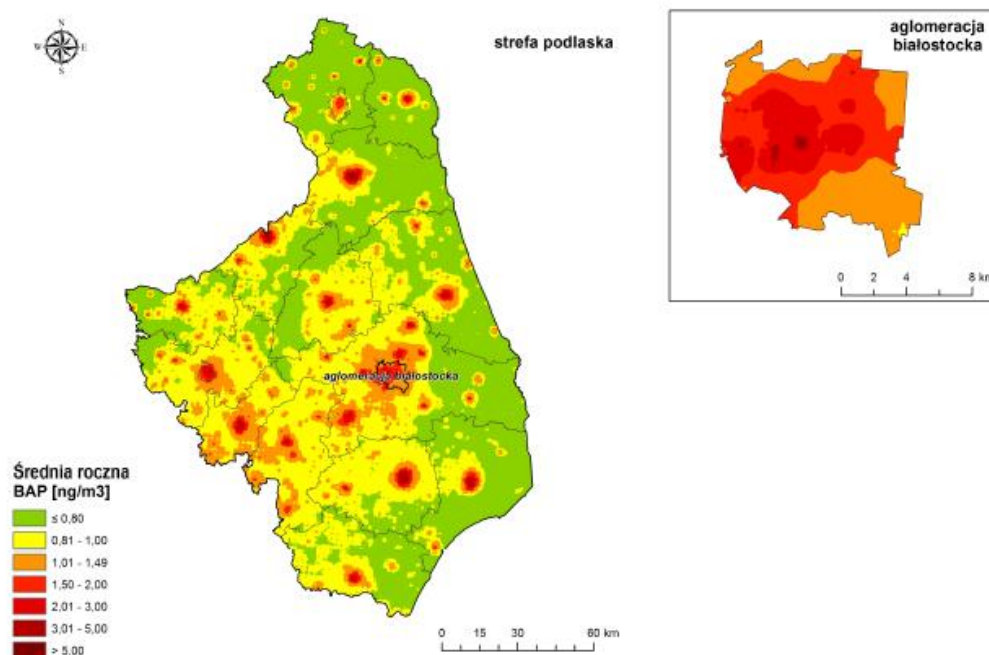 N
W E
S
strefa podlaska
aglomeracja
białostocka
0 2 4 8 km
aglomeracja białostocka
Średnia roczna
BAP [ng/m3]
≤ 0,80
0,81 - 1,00
1,01 - 1,49
1,50 - 2,00
2,01 - 3,00
3,01 - 5,00
> 5,00
0 15 30 60 km